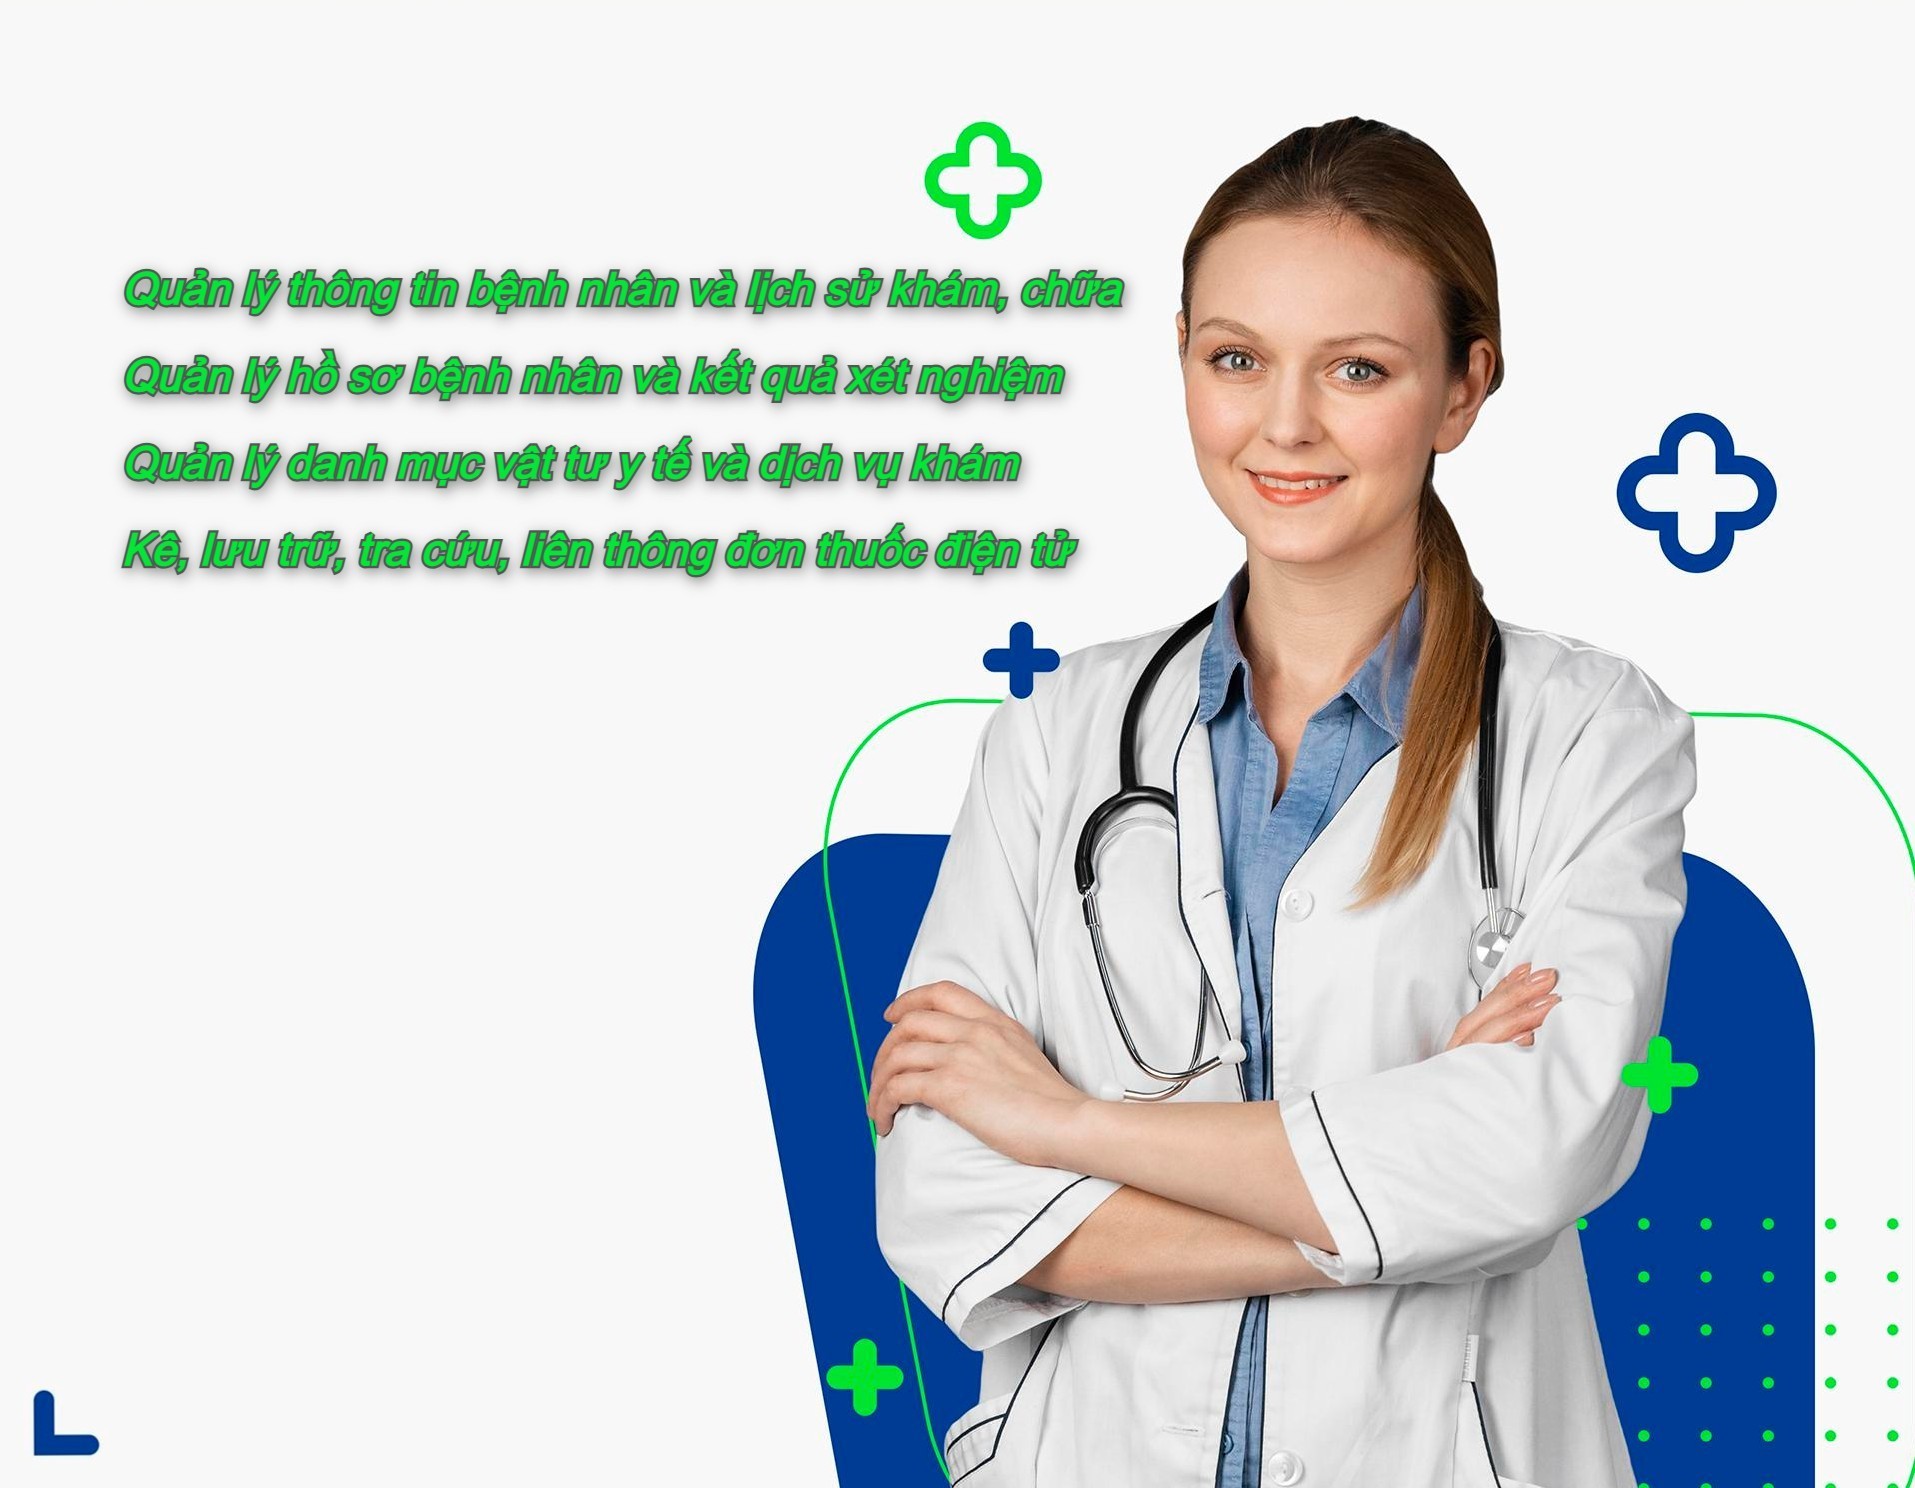 Quản lý thông tin bệnh nhân và lịch sử khám, chữa
Quản lý hồ sơ bệnh nhân và kết quả xét nghiệm
Quản lý danh mục vật tư y tế và dịch vụ khám
Kê, lưu trữ, tra cứu, liên thông đơn thuốc điện tử